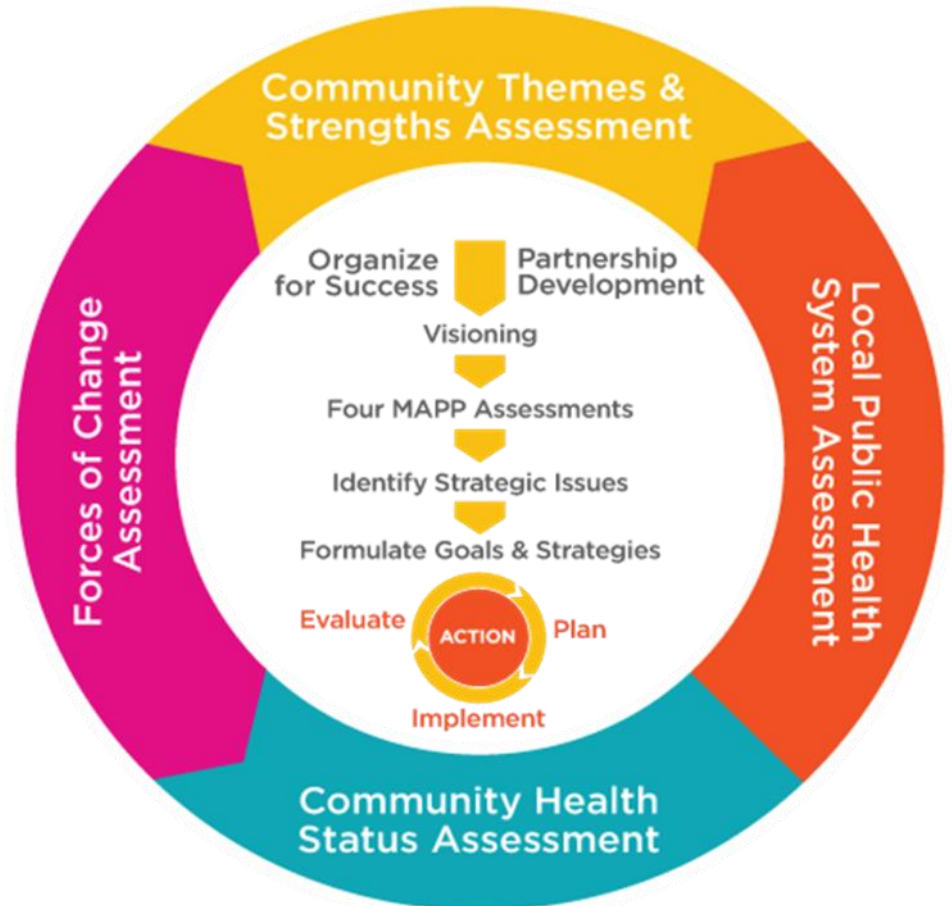 Community Themes &
Strengths Assessment
Organize
for Success
Partnership
Development
Visioning
Four MAPP Assessments
Identify Strategic Issues
Formulate Goals & Strategies
Evaluate
ACTION
Plan
Implement
Forces of Change
Assessment
Local Public Health
System Assessment
Community Health
Status Assessment